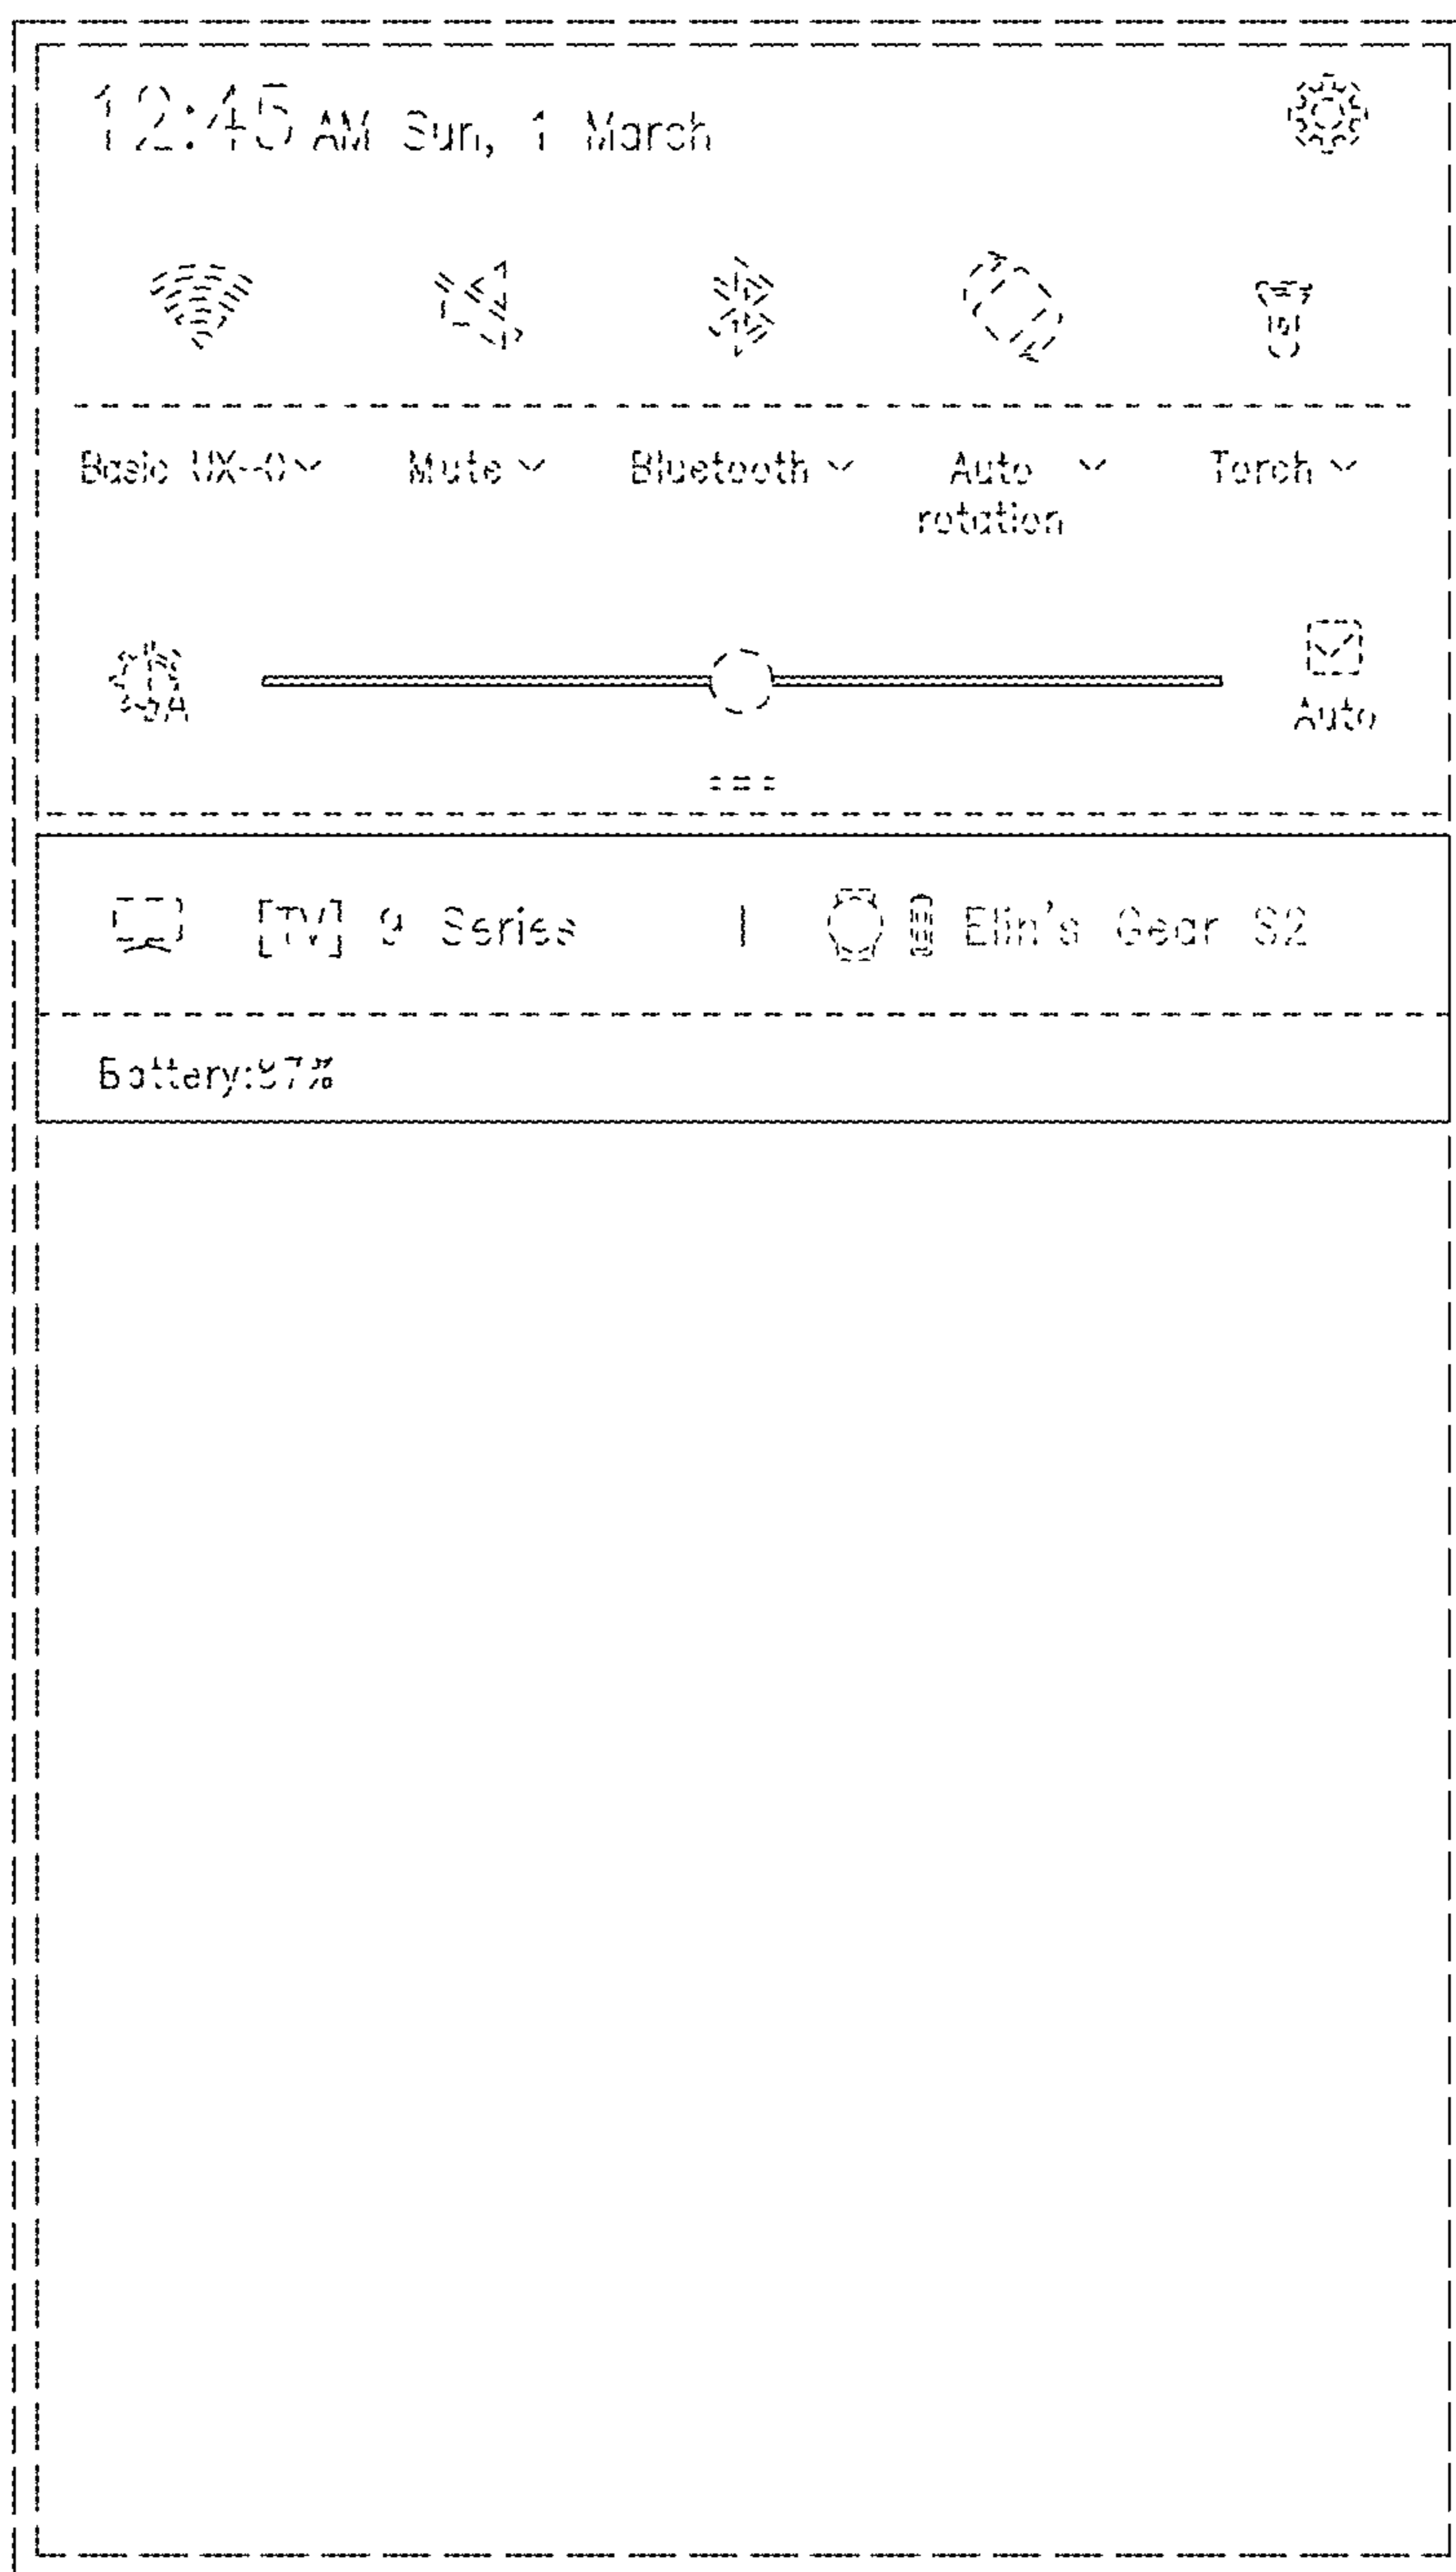 12:45 AM Sun, 1 March
Basic UX--0 Mute Bluetooth Auto rotation Torch
A
Auto
[TV] 9 Series | Elin's Gear S2
Battery:97%